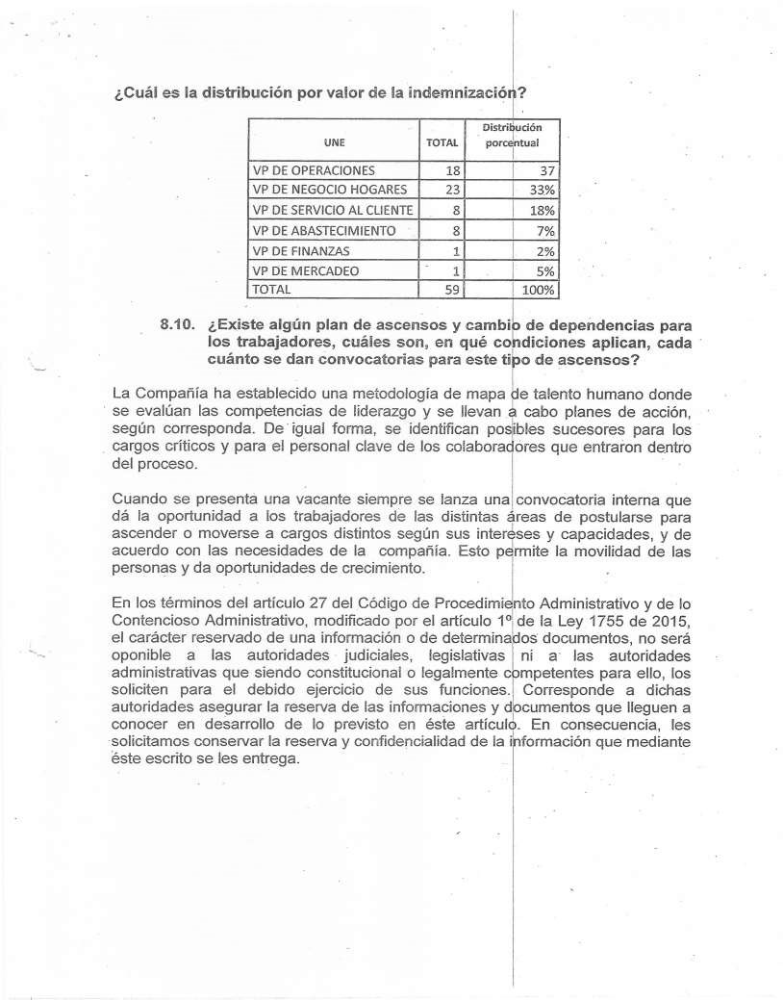 ¿Cuál es la distribución por valor de la indemnización?
UNE TOTAL Distribución porcentual
VP DE OPERACIONES 18 37
VP DE NEGOCIO HOGARES 23 33%
VP DE SERVICIO AL CLIENTE 8 18%
VP DE ABASTECIMIENTO 8 7%
VP DE FINANZAS 1 2%
VP DE MERCADEO 1 5%
TOTAL 59 100%
8.10. ¿Existe algún plan de ascensos y cambio de dependencias para
los trabajadores, cuáles son, en qué condiciones aplican, cada
cuánto se dan convocatorias para este tipo de ascensos?
La Compañía ha establecido una metodología de mapa de talento humano donde
se evalúan las competencias de liderazgo y se llevan a cabo planes de acción,
según corresponda. De igual forma, se identifican posibles sucesores para los
cargos críticos y para el personal clave de los colaboradores que entraron dentro
del proceso.
Cuando se presenta una vacante siempre se lanza una convocatoria interna que
dá la oportunidad a los trabajadores de las distintas áreas de postularse para
ascender o moverse a cargos distintos según sus intereses y capacidades, y de
acuerdo con las necesidades de la compañía. Esto permite la movilidad de las
personas y da oportunidades de crecimiento.
En los términos del artículo 27 del Código de Procedimiento Administrativo y de lo
Contencioso Administrativo, modificado por el artículo 1º de la Ley 1755 de 2015,
el carácter reservado de una información o de determinados documentos, no será
oponible a las autoridades judiciales, legislativas ni a las autoridades
administrativas que siendo constitucional o legalmente competentes para ello, los
soliciten para el debido ejercicio de sus funciones. Corresponde a dichas
autoridades asegurar la reserva de las informaciones y documentos que lleguen a
conocer en desarrollo de lo previsto en éste artículo. En consecuencia, les
solicitamos conservar la reserva y confidencialidad de la información que mediante
éste escrito se les entrega.